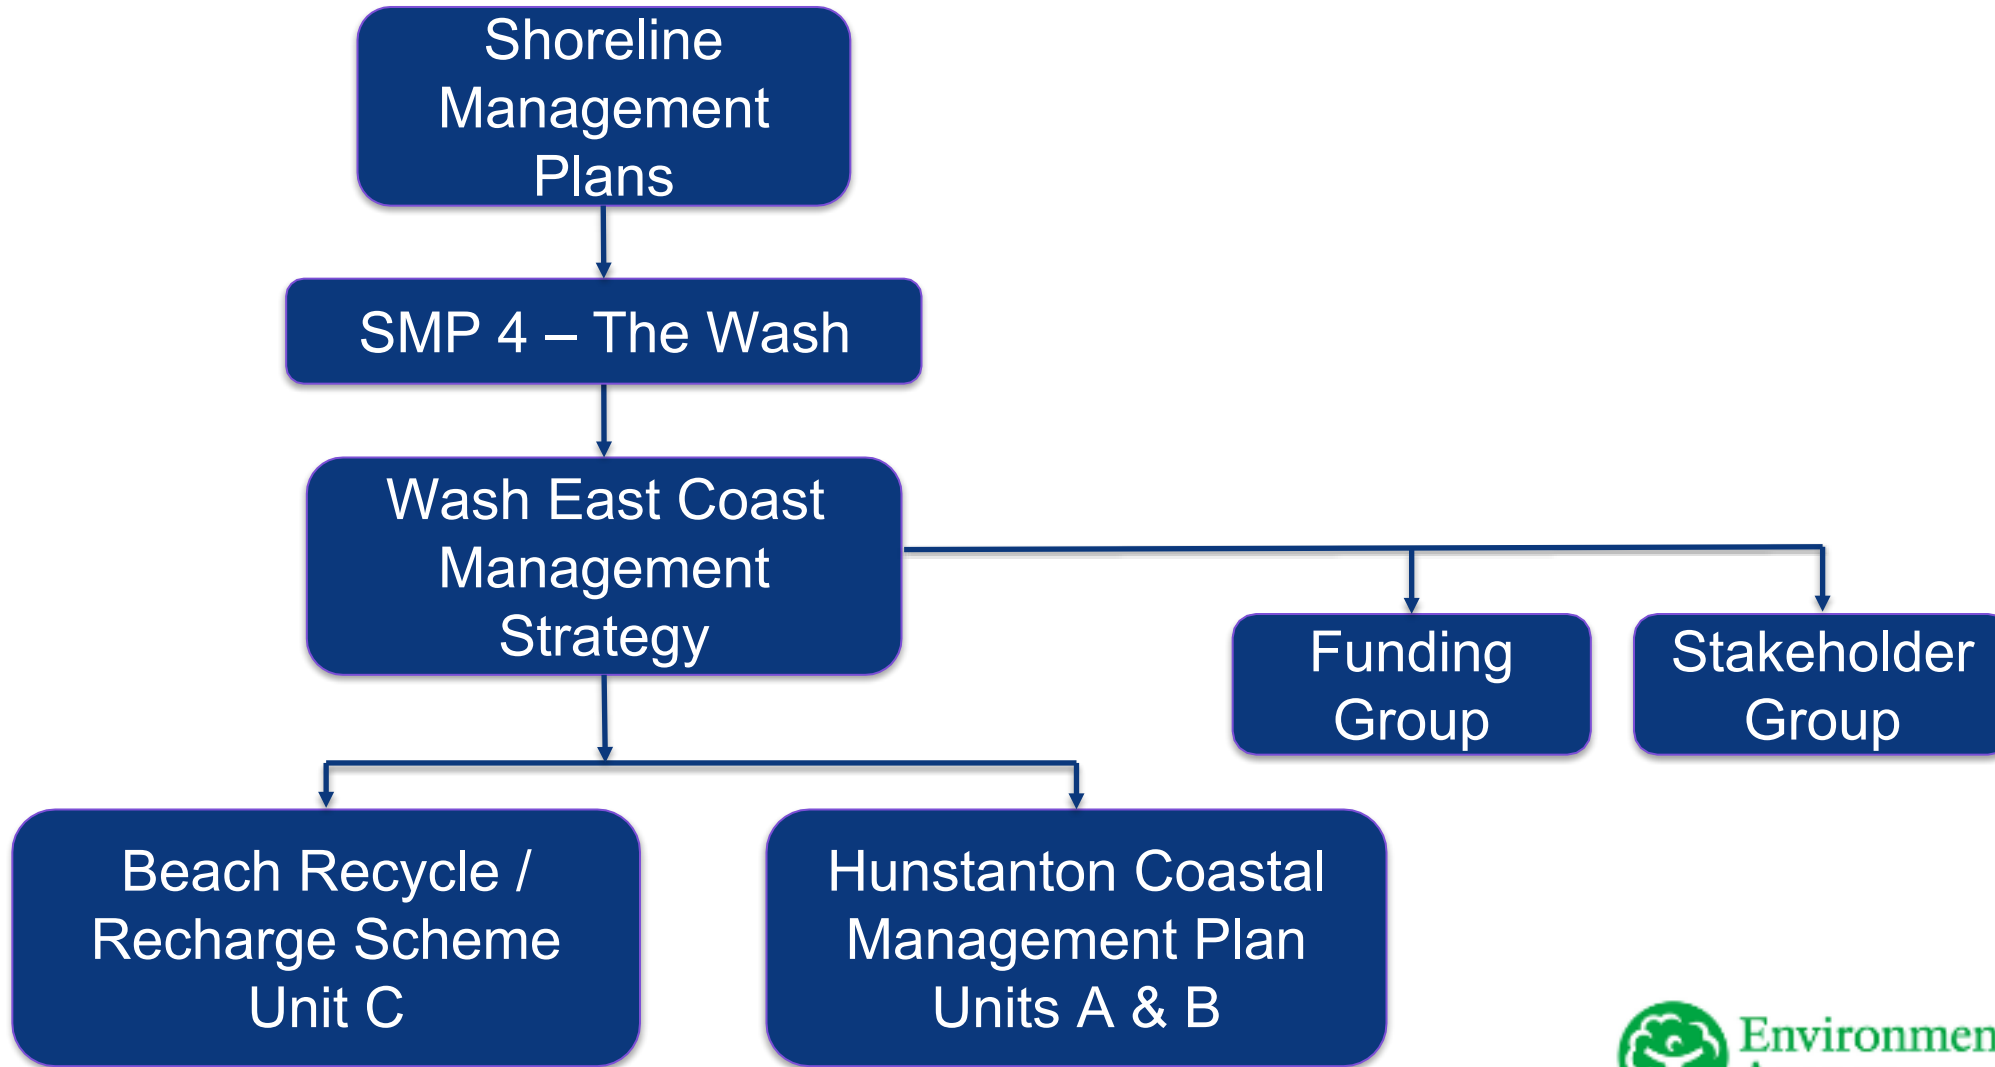 Shoreline
Management
Plans
SMP 4 – The Wash
Wash East Coast
Management
Strategy
Funding
Group
Stakeholder
Group
Beach Recycle /
Recharge Scheme
Unit C
Hunstanton Coastal
Management Plan
Units A & B
Environmen